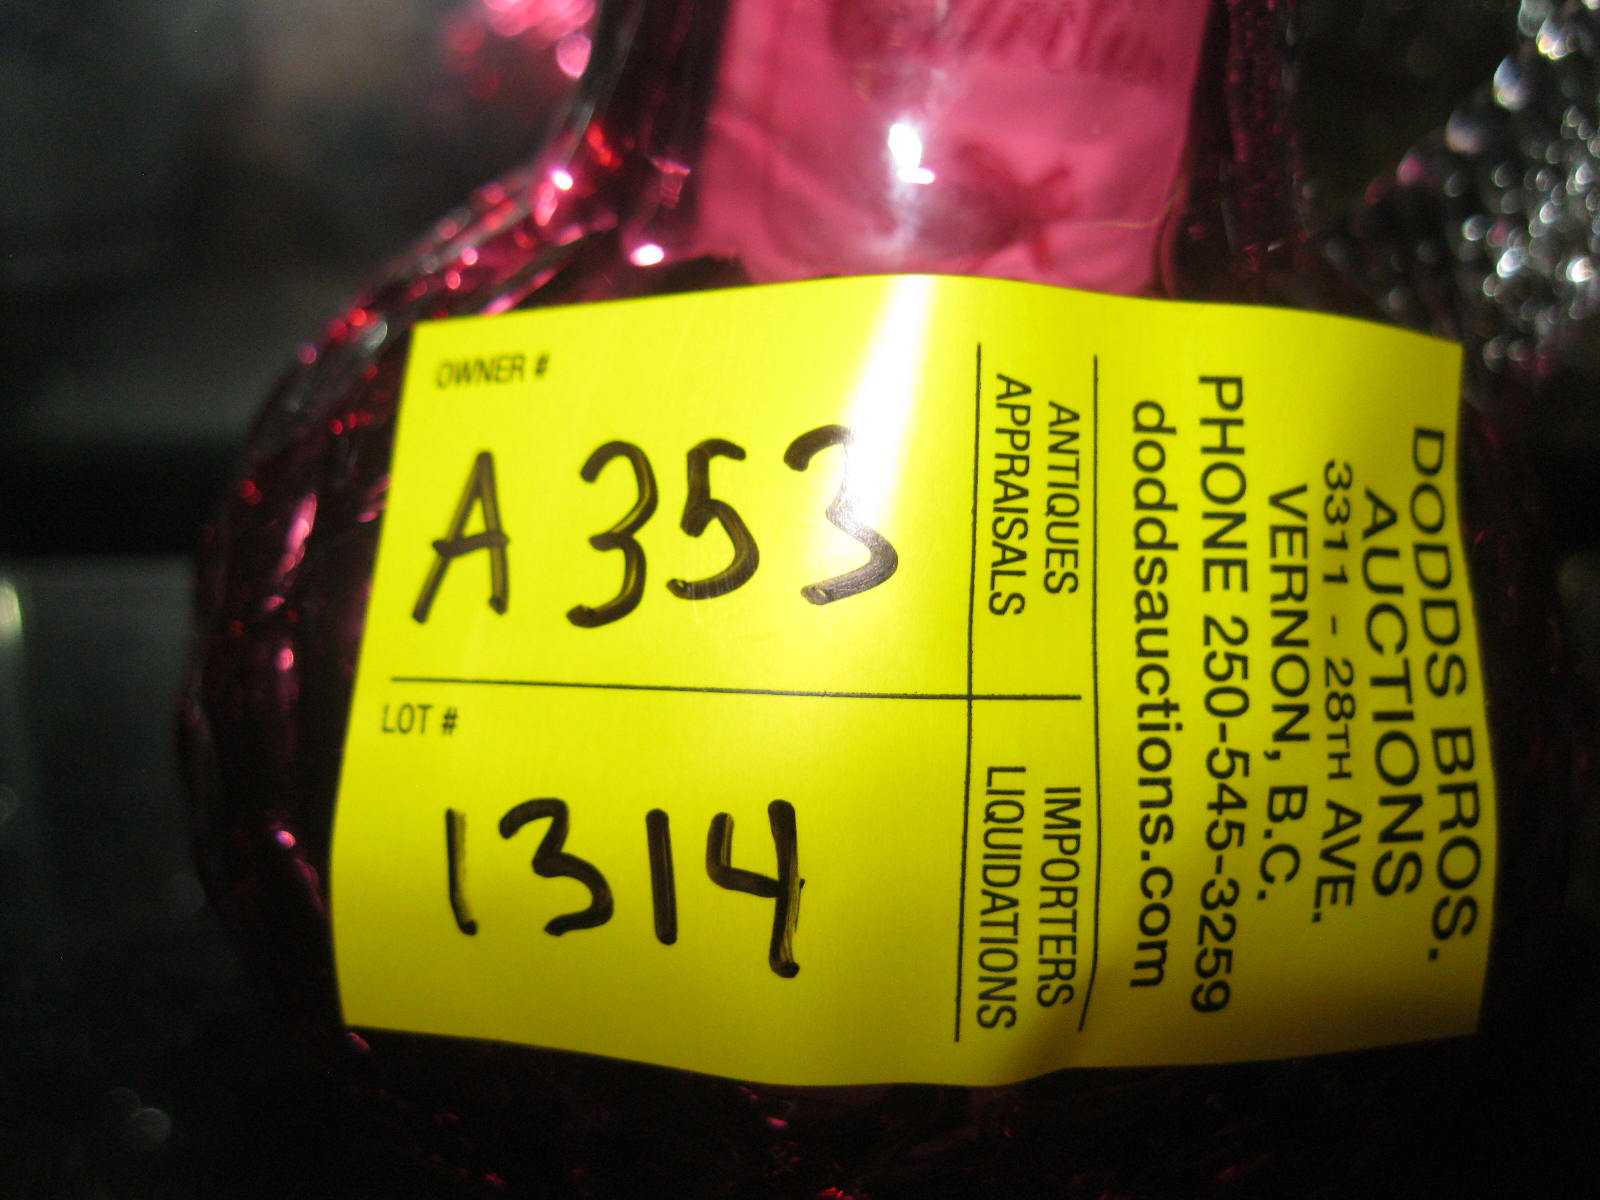 OWNER #
A 353
LOT #
1314
DODDS BROS.
AUCTIONS
3311 - 28TH AVE.
VERNON, B.C.
PHONE 250-545-3259
doddsauctions.com
ANTIQUES
APPRAISALS
IMPORTERS
LIQUIDATIONS